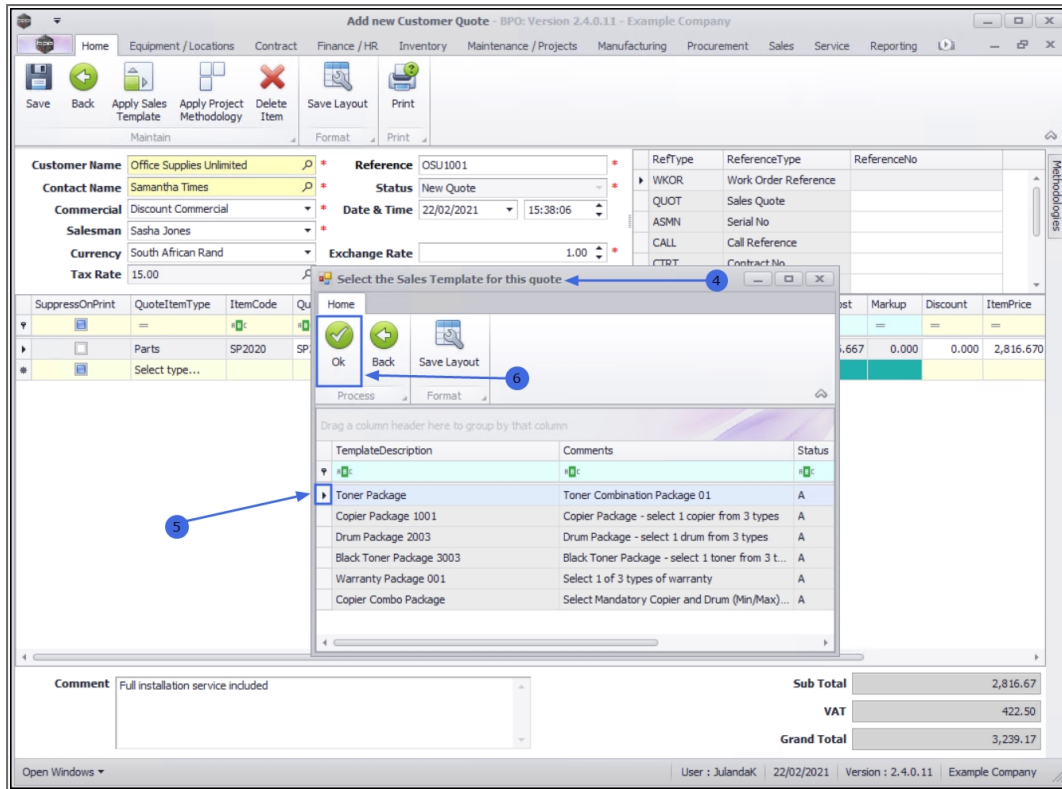 Add new Customer Quote - BPO: Version 2.4.0.11 - Example Company
Home Equipment / Locations Contract Finance / HR Inventory Maintenance / Projects Manufacturing Procurement Sales Service Reporting
Save Back Apply Sales Template Apply Project Methodology Delete Item Save Layout Print
Maintain Format Print
Customer Name Office Supplies Unlimited * Reference OSU1001 * RefType ReferenceType ReferenceNo
Contact Name Samantha Times * Status New Quote * WKOR Work Order Reference
Commercial Discount Commercial * Date & Time 22/02/2021 15:38:06 QUOT Sales Quote
Salesman Sasha Jones * ASMN Serial No
Currency South African Rand Exchange Rate 1.00 * CALL Call Reference
Tax Rate 15.00 CTRT Contract No
Methodologies
Select the Sales Template for this quote 4
SuppressOnPrint QuoteItemType ItemCode Qu Home ost Markup Discount ItemPrice
= = = =
Parts SP2020 SP .667 0.000 0.000 2,816.670
Select type...
Ok Back Save Layout
6
Process Format
Drag a column header here to group by that column
TemplateDescription Comments Status
5
Toner Package Toner Combination Package 01 A
Copier Package 1001 Copier Package - select 1 copier from 3 types A
Drum Package 2003 Drum Package - select 1 drum from 3 types A
Black Toner Package 3003 Black Toner Package - select 1 toner from 3 t... A
Warranty Package 001 Select 1 of 3 types of warranty A
Copier Combo Package Select Mandatory Copier and Drum (Min/Max)... A
Comment Full installation service included Sub Total 2,816.67
VAT 422.50
Grand Total 3,239.17
Open Windows User : JulandaK 22/02/2021 Version : 2.4.0.11 Example Company